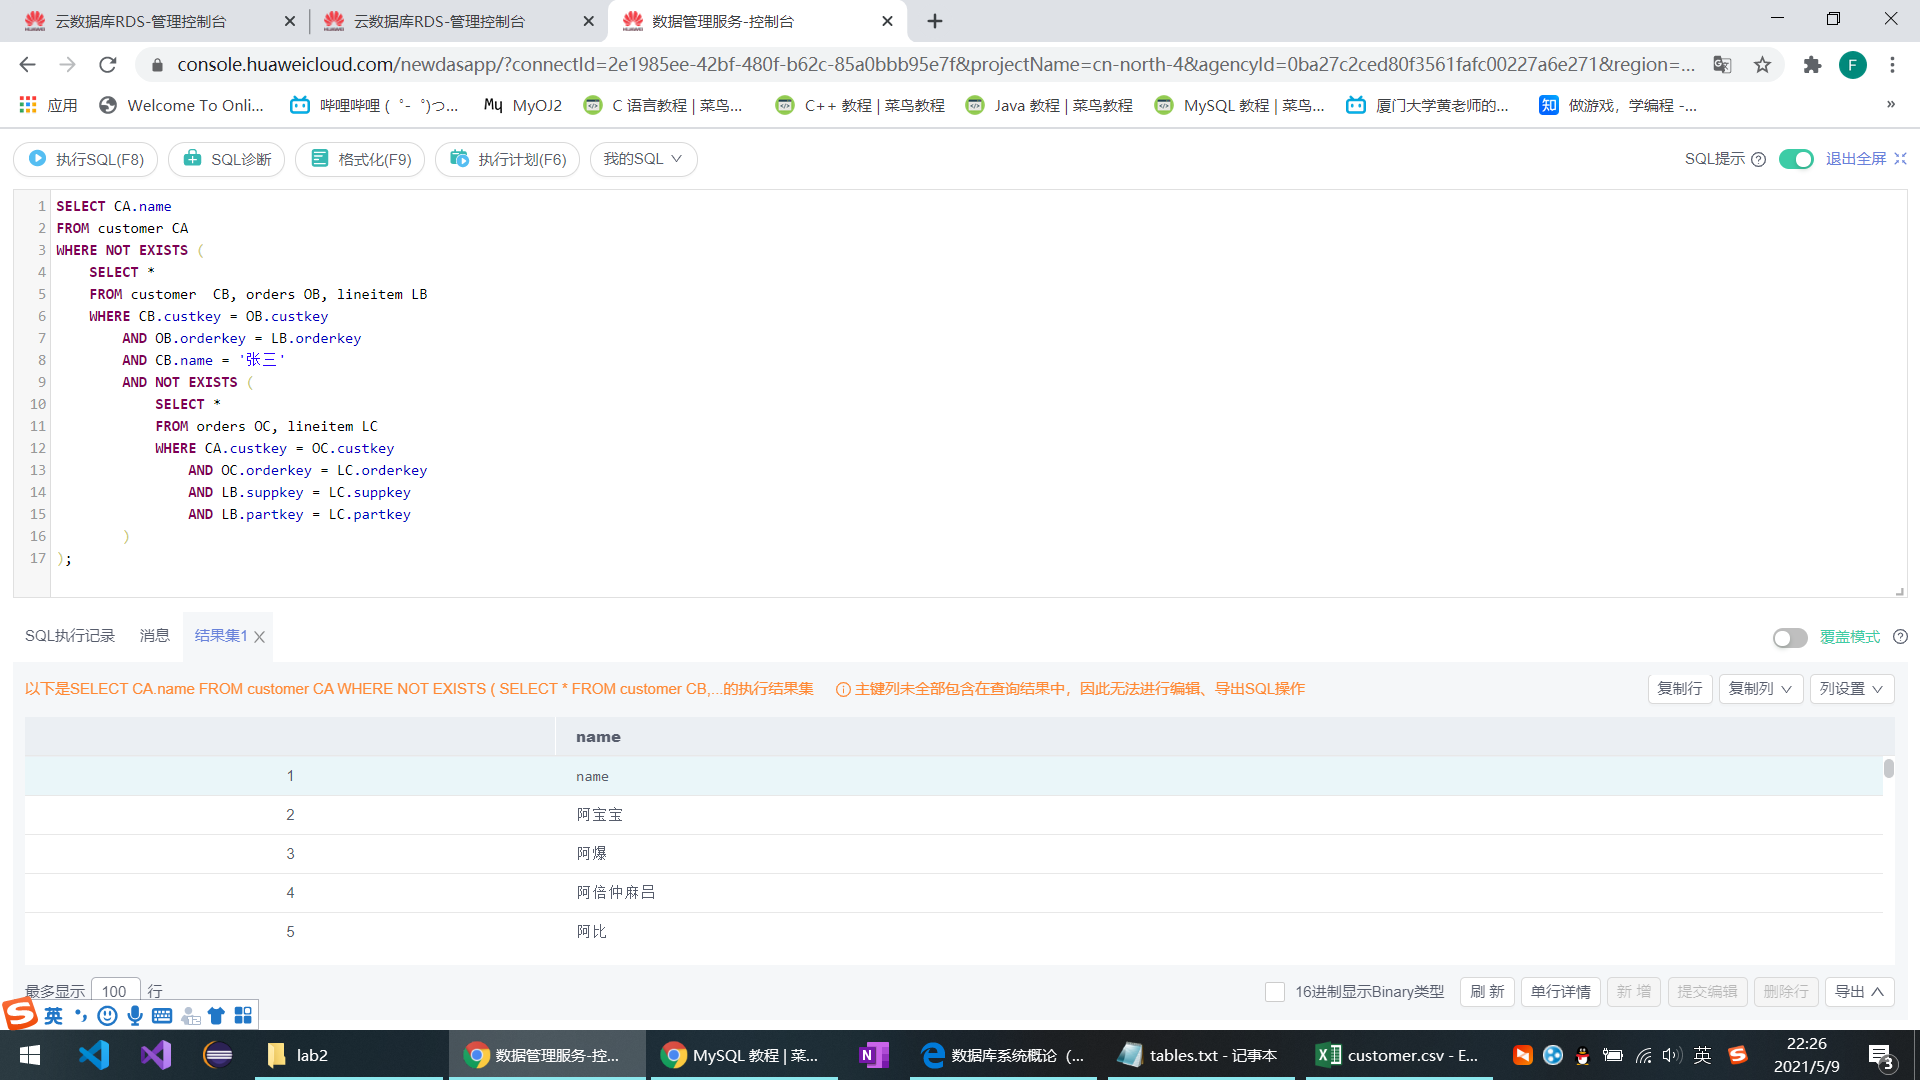 云数据库RDS-管理控制台
云数据库RDS-管理控制台
数据管理服务-控制台
console.huaweicloud.com/newdasapp/?connectId=2e1985ee-42bf-480f-b62c-85a0bbb95e7f&projectName=cn-north-4&agencyId=0ba27c2ced80f3561fafc00227a6e271&region=...
F
应用
Welcome To Onli...
哔哩哔哩 ( ゜- ゜)つ...
MyOJ2
C 语言教程 | 菜鸟...
C++ 教程 | 菜鸟教程
Java 教程 | 菜鸟教程
MySQL 教程 | 菜鸟...
厦门大学黄老师的...
知 做游戏，学编程 -...
»
执行SQL(F8)
SQL诊断
格式化(F9)
执行计划(F6)
我的SQL
SQL提示
退出全屏
1 SELECT CA.name
2 FROM customer CA
3 WHERE NOT EXISTS (
4 SELECT *
5 FROM customer  CB, orders OB, lineitem LB
6 WHERE CB.custkey = OB.custkey
7 AND OB.orderkey = LB.orderkey
8 AND CB.name = '张三'
9 AND NOT EXISTS (
10 SELECT *
11 FROM orders OC, lineitem LC
12 WHERE CA.custkey = OC.custkey
13 AND OC.orderkey = LC.orderkey
14 AND LB.suppkey = LC.suppkey
15 AND LB.partkey = LC.partkey
16 )
17 );
SQL执行记录
消息
结果集1
覆盖模式
以下是SELECT CA.name FROM customer CA WHERE NOT EXISTS ( SELECT * FROM customer CB,...的执行结果集
主键列未全部包含在查询结果中，因此无法进行编辑、导出SQL操作
复制行
复制列
列设置
name
1 name
2 阿宝宝
3 阿爆
4 阿倍仲麻吕
5 阿比
最多显示 100 行
16进制显示Binary类型
刷 新
单行详情
新 增
提交编辑
删除行
导出
英
lab2
数据管理服务-控...
MySQL 教程 | 菜...
数据库系统概论（...
tables.txt - 记事本
customer.csv - E...
英
22:26
2021/5/9
3